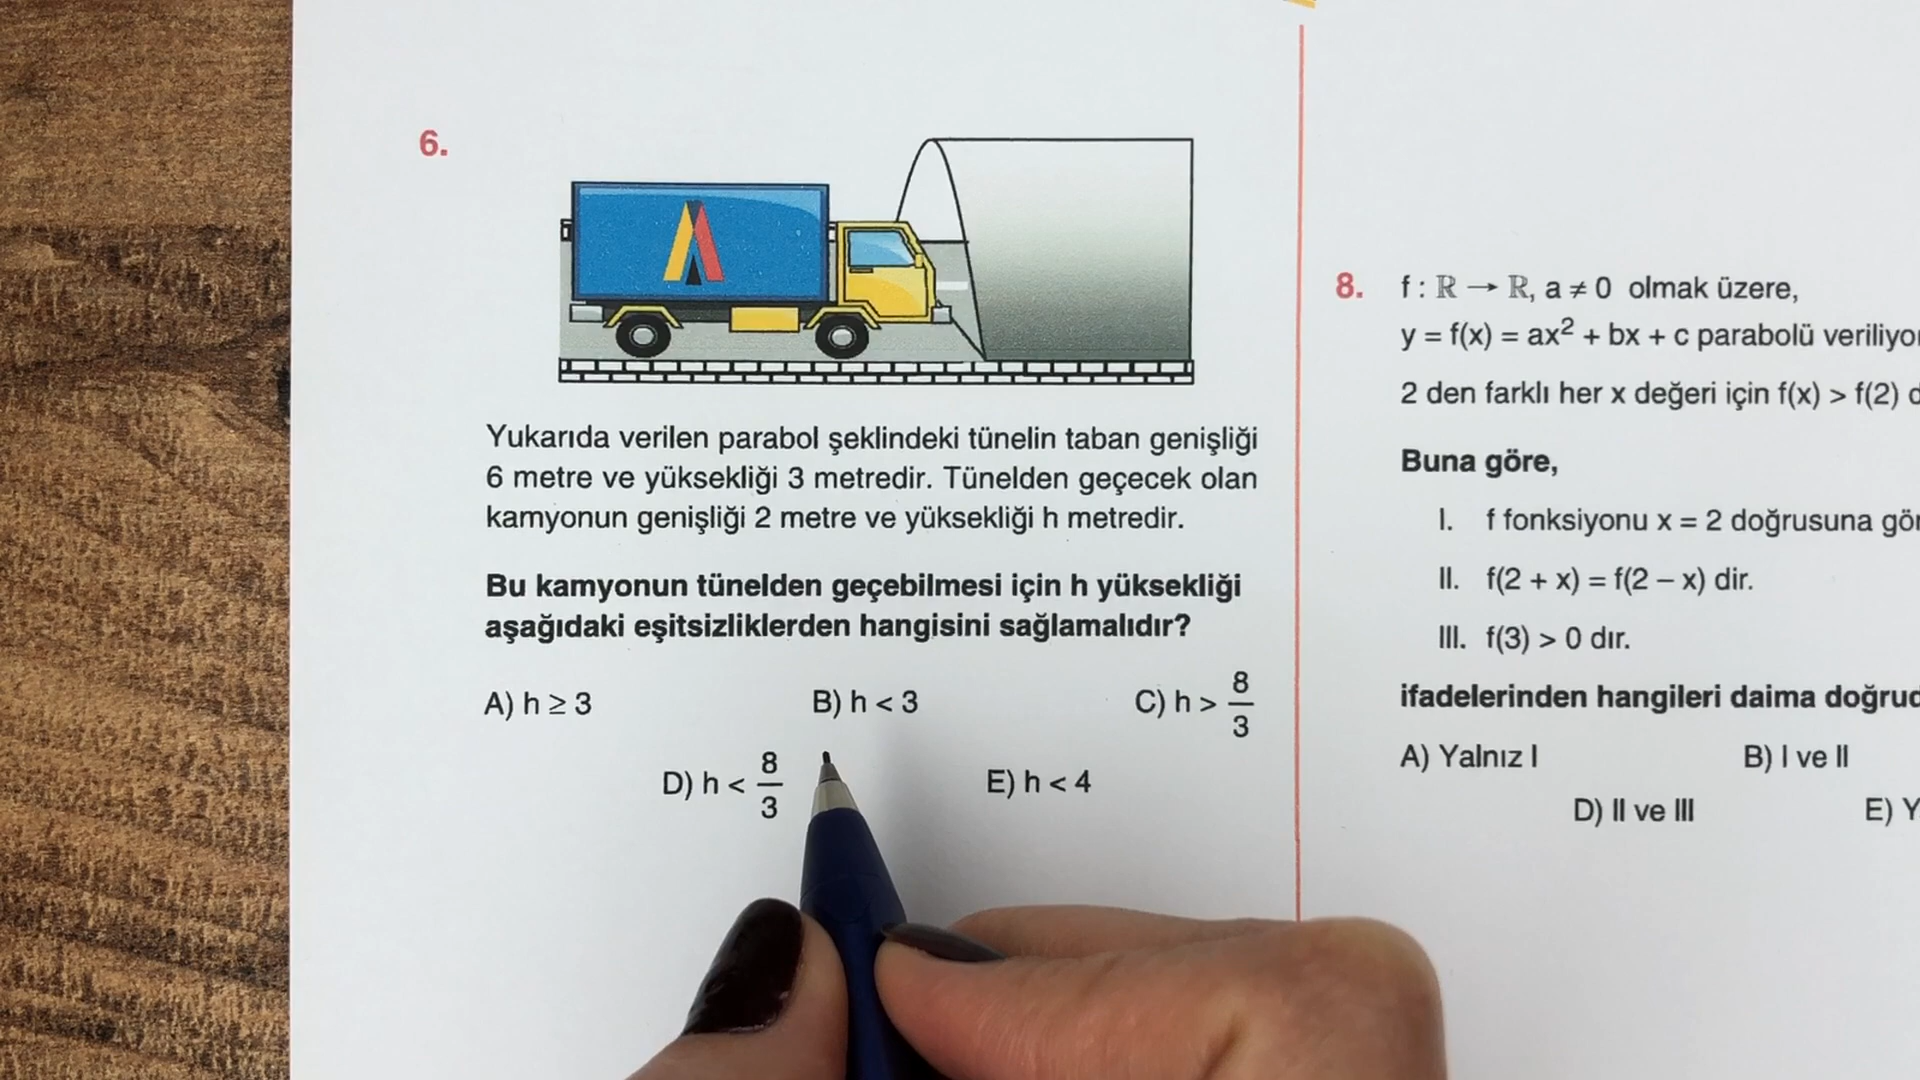 6.
Yukarıda verilen parabol şeklindeki tünelin taban genişliği
6 metre ve yüksekliği 3 metredir. Tünelden geçecek olan
kamyonun genişliği 2 metre ve yüksekliği h metredir.
Bu kamyonun tünelden geçebilmesi için h yüksekliği
aşağıdaki eşitsizliklerden hangisini sağlamalıdır?
A) h ≥ 3 B) h < 3 C) h > 8/3
D) h < 8/3 E) h < 4
8. f : ℝ → ℝ, a ≠ 0 olmak üzere,
y = f(x) = ax² + bx + c parabolü
2 den farklı her x değeri için f(x) > f(2)
Buna göre,
I. f fonksiyonu x = 2 doğrusuna
II. f(2 + x) = f(2 – x) dir.
III. f(3) > 0 dır.
ifadelerinden hangileri daima
A) Yalnız I B) I ve II
D) II ve III E)